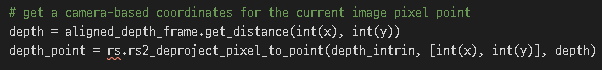 # get a camera-based coordinates for the current image pixel point
depth = aligned_depth_frame.get_distance(int(x), int(y))
depth_point = rs.rs2_deproject_pixel_to_point(depth_intrin, [int(x), int(y)], depth)